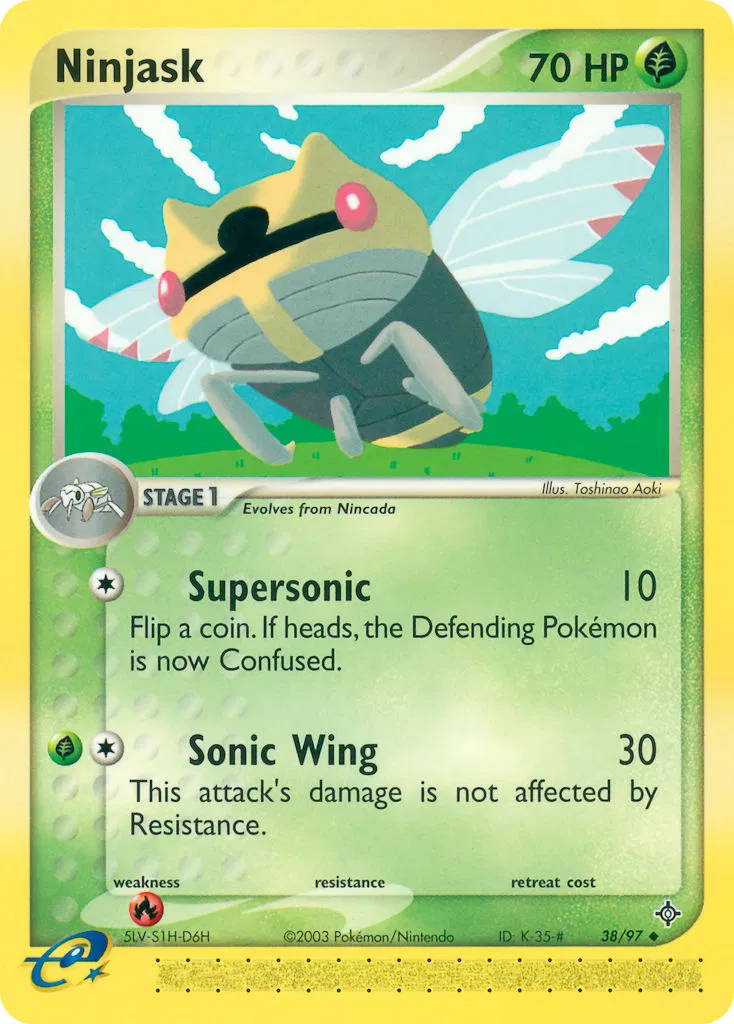 Ninjask 70 HP
Illus. Toshinao Aoki
STAGE 1
Evolves from Nincada
Supersonic 10
Flip a coin. If heads, the Defending Pokémon
is now Confused.
Sonic Wing 30
This attack's damage is not affected by
Resistance.
weakness resistance retreat cost
5LV-S1H-D6H ©2003 Pokémon/Nintendo ID: K-35-# 38/97
e